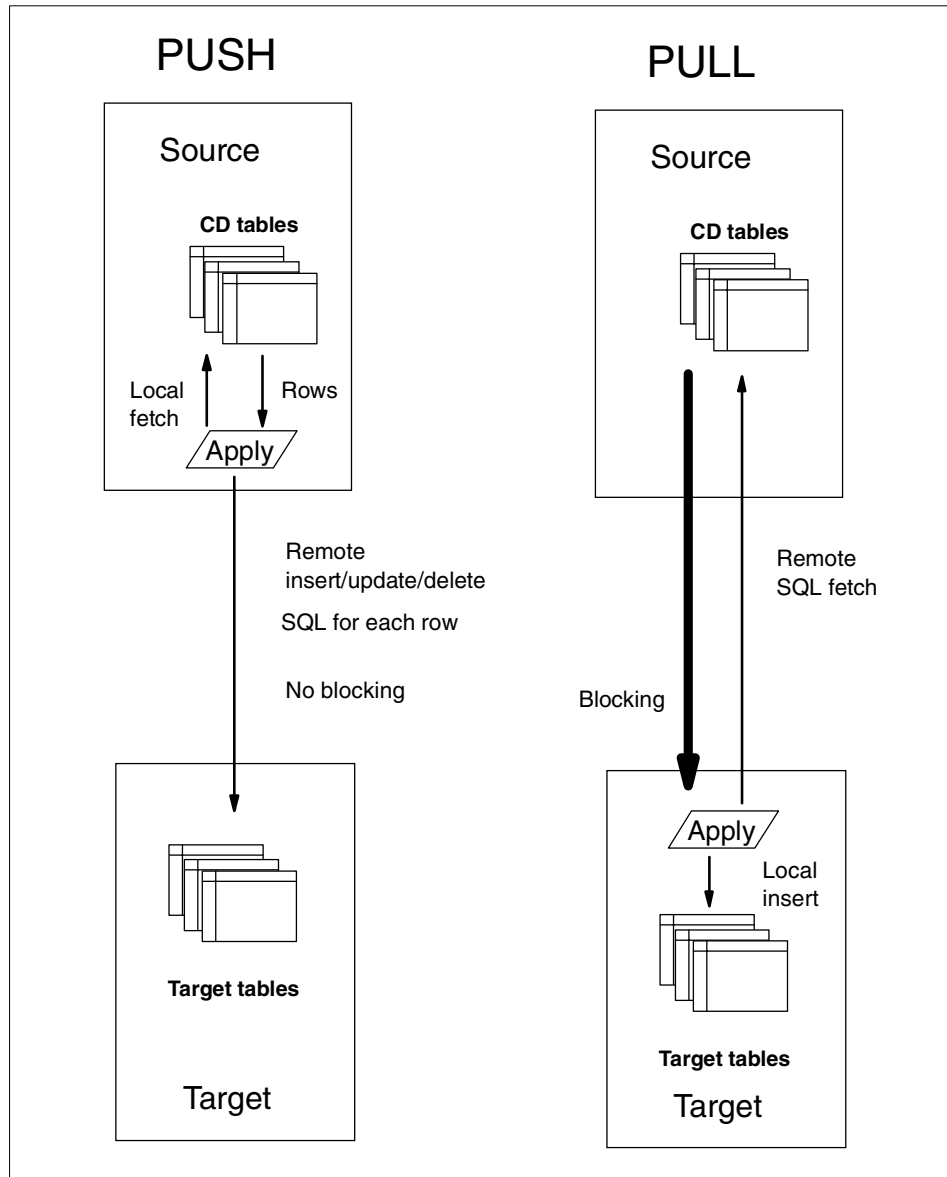 PUSH
Source
CD tables
Local
fetch
Rows
Apply
Remote
insert/update/delete
SQL for each row
No blocking
Target tables
Target
PULL
Source
CD tables
Remote
SQL fetch
Blocking
Apply
Local
insert
Target tables
Target